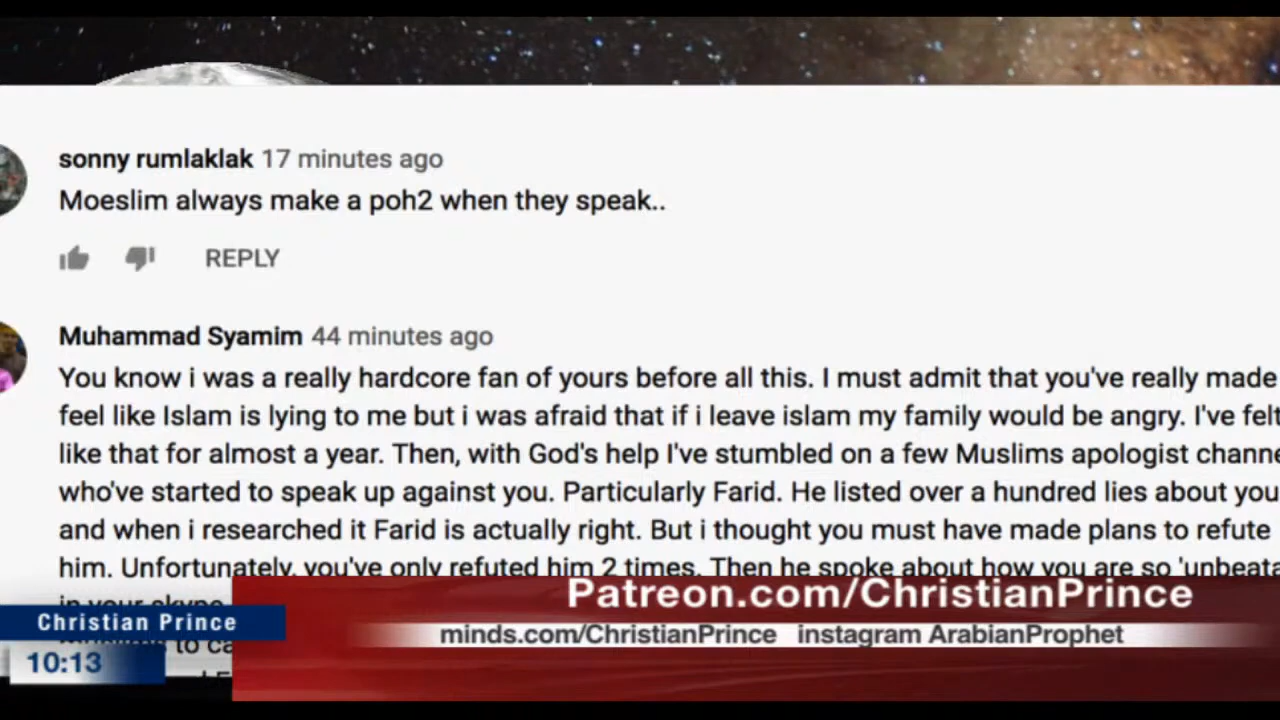 sonny rumlaklak 17 minutes ago
Moeslim always make a poh2 when they speak..
REPLY
Muhammad Syamim 44 minutes ago
You know i was a really hardcore fan of yours before all this. I must admit that you've really made
feel like Islam is lying to me but i was afraid that if i leave islam my family would be angry. I've felt
like that for almost a year. Then, with God's help I've stumbled on a few Muslims apologist
who've started to speak up against you. Particularly Farid. He listed over a hundred lies about you
and when i researched it Farid is actually right. But i thought you must have made plans to refute
him. Unfortunately, you've only refuted him 2 times. Then he spoke about how you are so
in your skype
to
Patreon.com/ChristianPrince
Christian Prince
minds.com/ChristianPrince instagram ArabianProphet
10:13